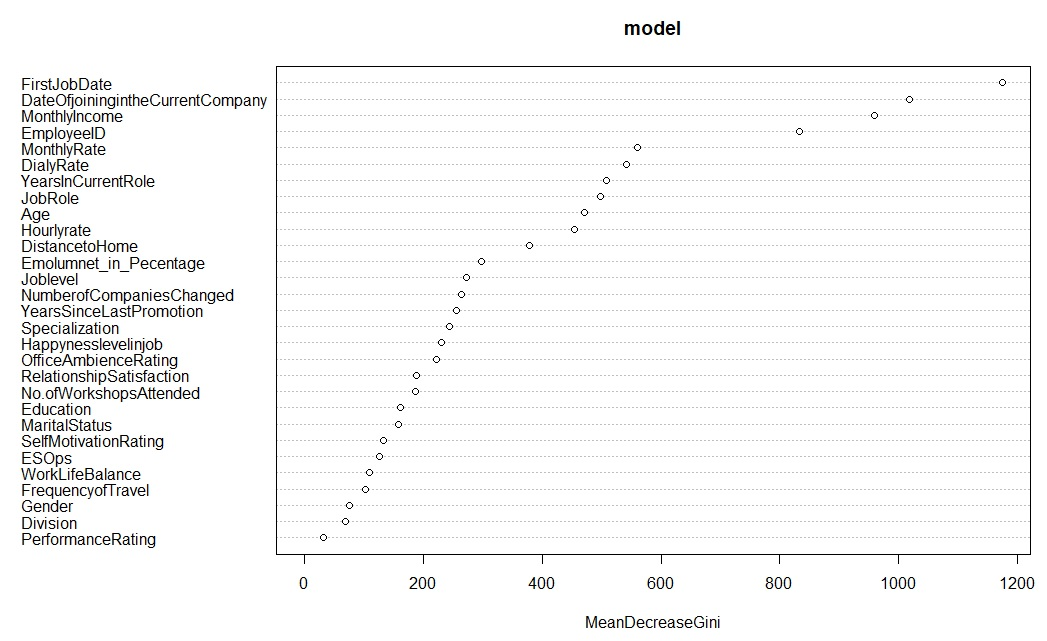 model
FirstJobDate
DateOfjoiningintheCurrentCompany
MonthlyIncome
EmployeeID
MonthlyRate
DialyRate
YearsInCurrentRole
JobRole
Age
Hourlyrate
DistancetoHome
Emolumnet_in_Pecentage
Joblevel
NumberofCompaniesChanged
YearsSinceLastPromotion
Specialization
Happynesslevelinjob
OfficeAmbienceRating
RelationshipSatisfaction
No.ofWorkshopsAttended
Education
MaritalStatus
SelfMotivationRating
ESOps
WorkLifeBalance
FrequencyofTravel
Gender
Division
PerformanceRating
0 200 400 600 800 1000 1200
MeanDecreaseGini